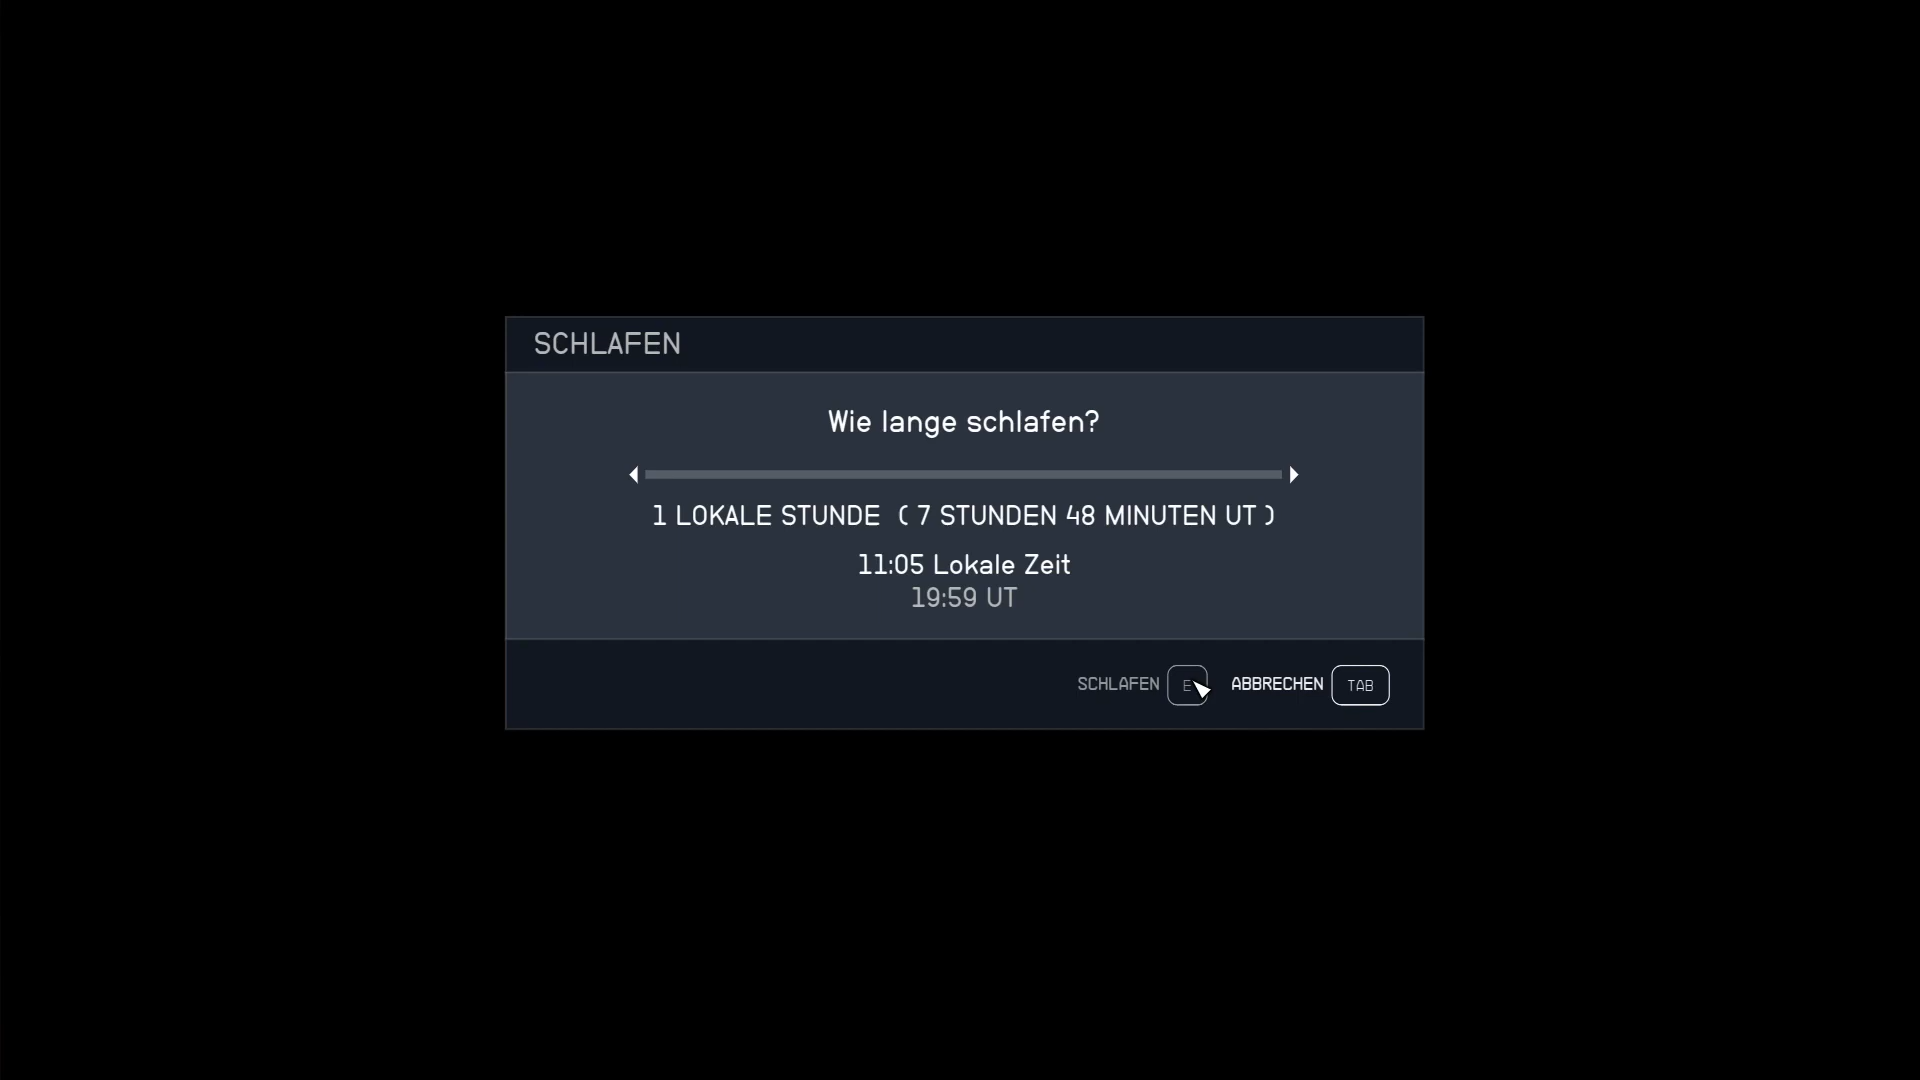 SCHLAFEN
Wie lange schlafen?
1 LOKALE STUNDE ( 7 STUNDEN 48 MINUTEN UT )
11:05 Lokale Zeit
19:59 UT
SCHLAFEN E ABBRECHEN TAB